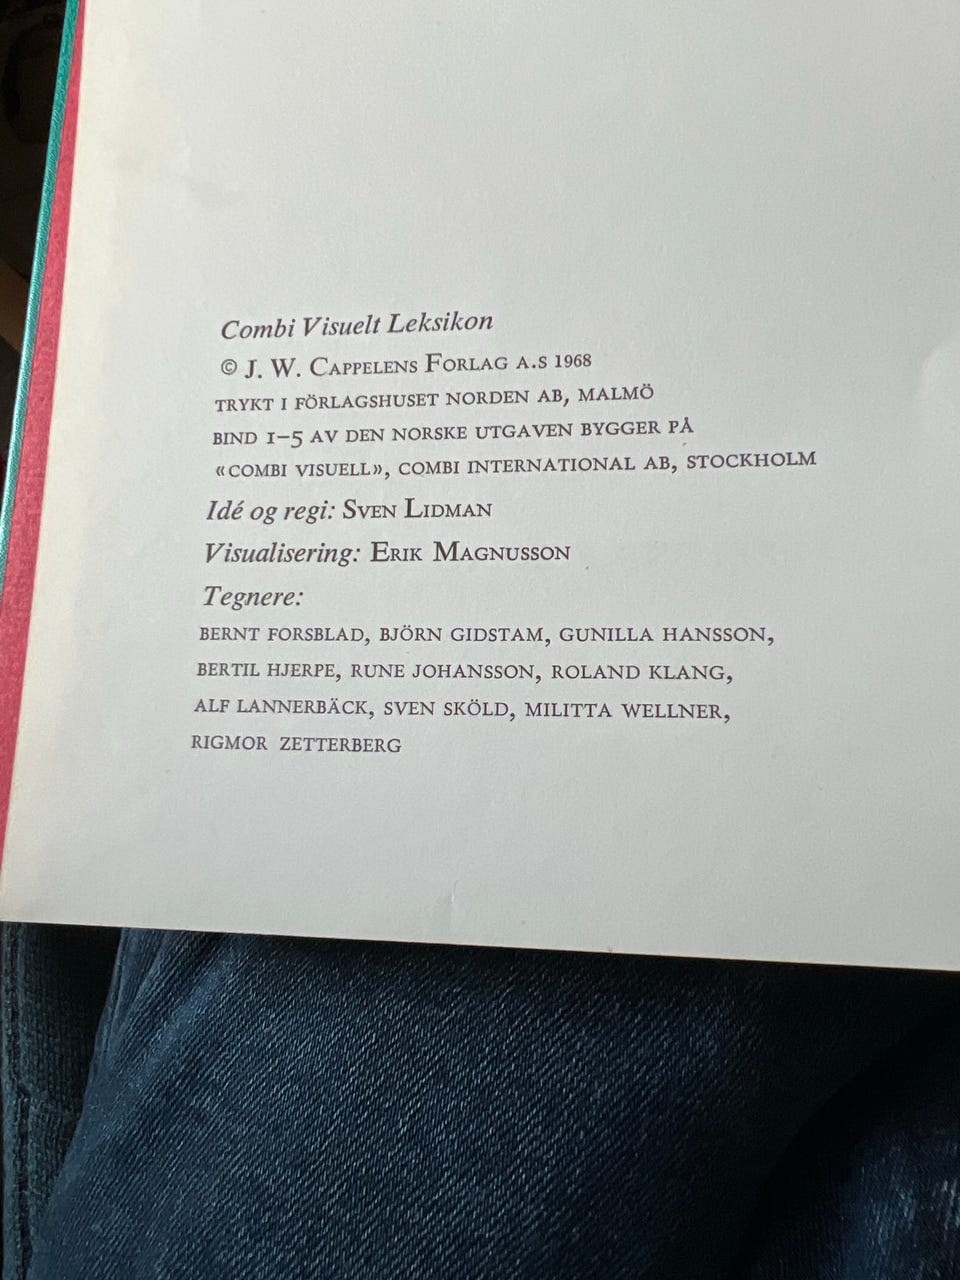 Combi Visuelt Leksikon
© J. W. Cappelens Forlag a.s 1968
TRYKT I FÖRLAGSHUSET NORDEN AB, MALMÖ
BIND 1–5 AV DEN NORSKE UTGAVEN BYGGER PÅ
«COMBI VISUELL», COMBI INTERNATIONAL AB, STOCKHOLM
Idé og regi: Sven Lidman
Visualisering: Erik Magnusson
Tegnere:
BERNT FORSBLAD, BJÖRN GIDSTAM, GUNILLA HANSSON,
BERTIL HJERPE, RUNE JOHANSSON, ROLAND KLANG,
ALF LANNERBÄCK, SVEN SKÖLD, MILITTA WELLNER,
RIGMOR ZETTERBERG